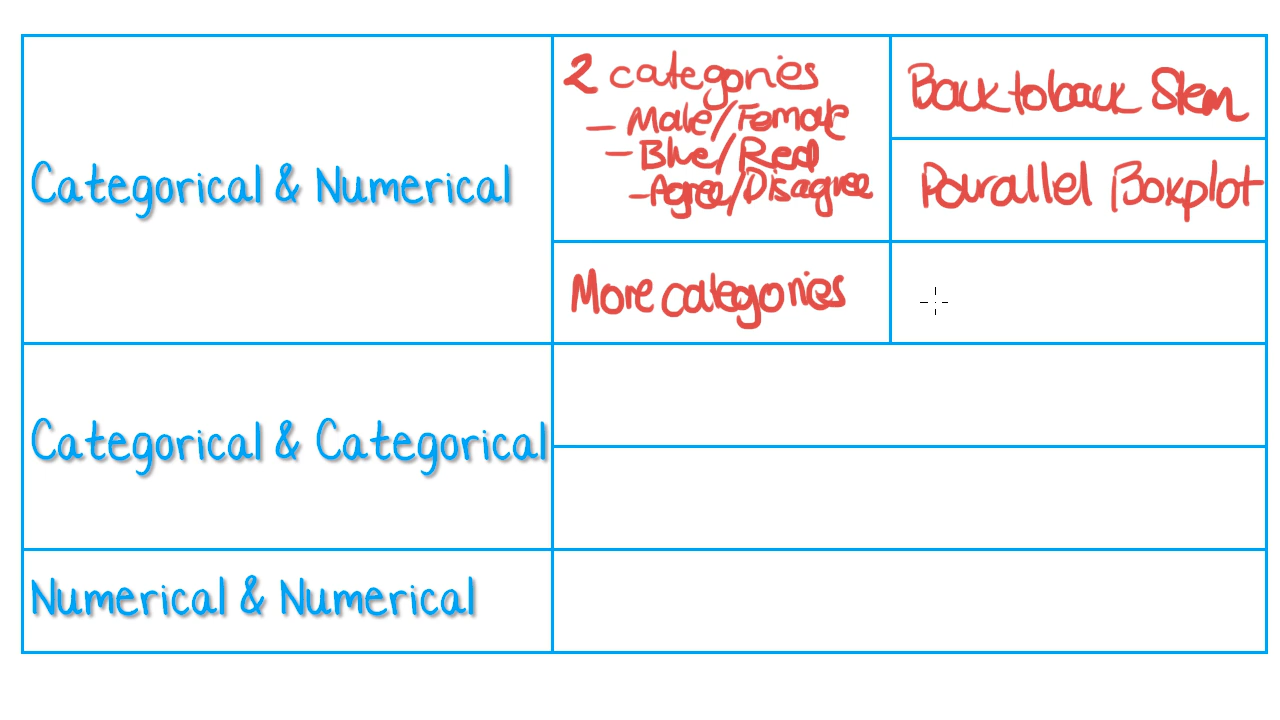 Categorical & Numerical
2 categories
– Male/Female
– Blue/Red
– Agree/Disagree
Back to back Stem
Parallel Boxplot
More categories
Categorical & Categorical
Numerical & Numerical